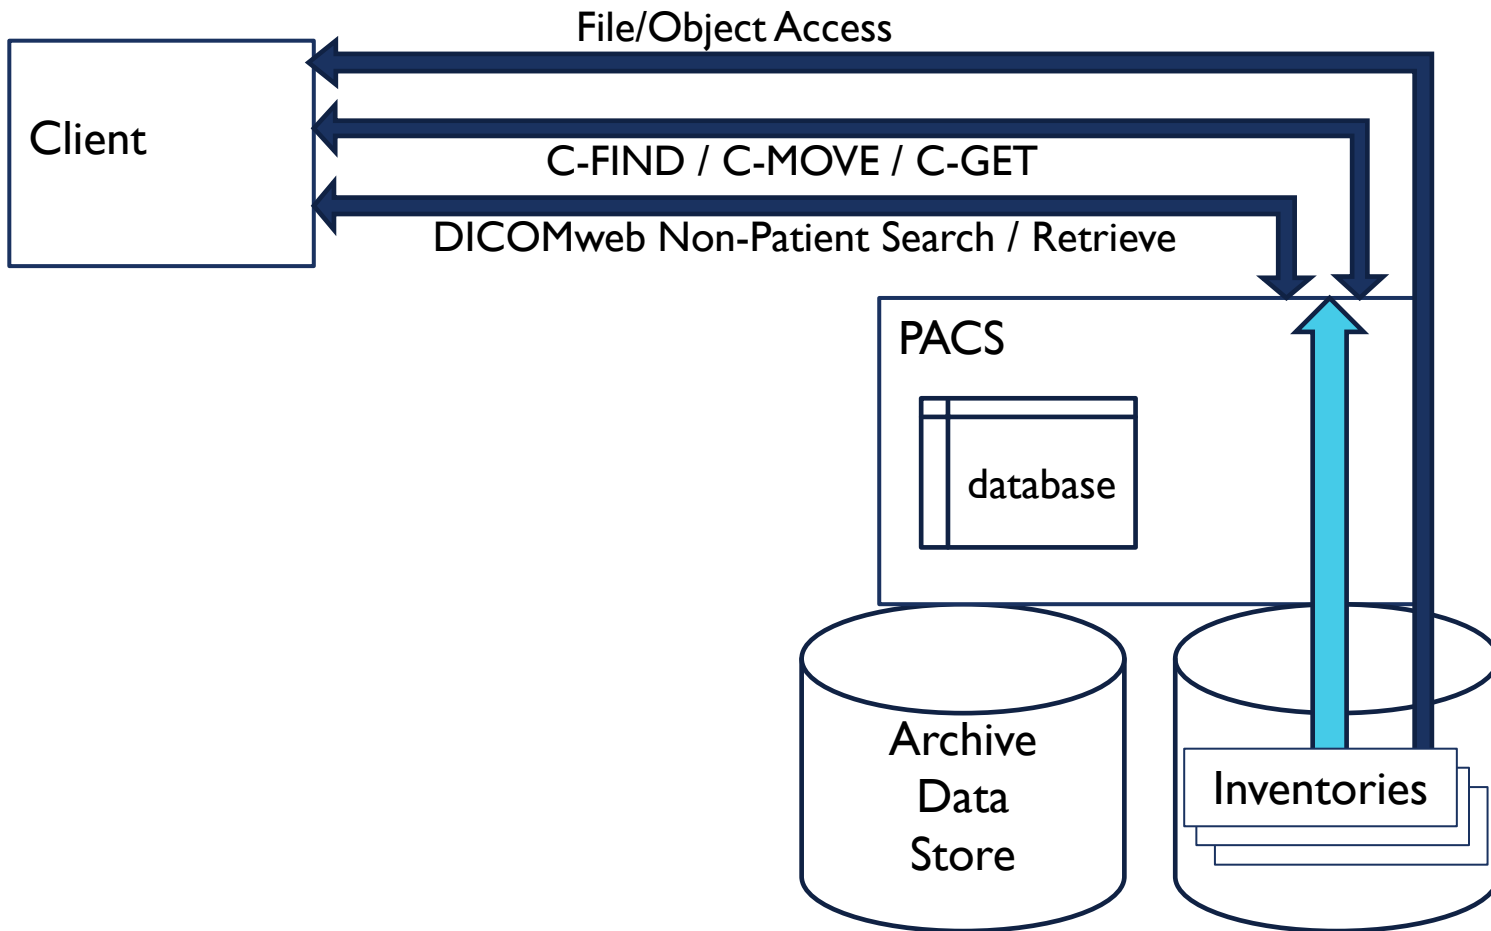 File/Object Access
Client
C-FIND / C-MOVE / C-GET
DICOMweb Non-Patient Search / Retrieve
PACS
database
Archive
Data
Store
Inventories